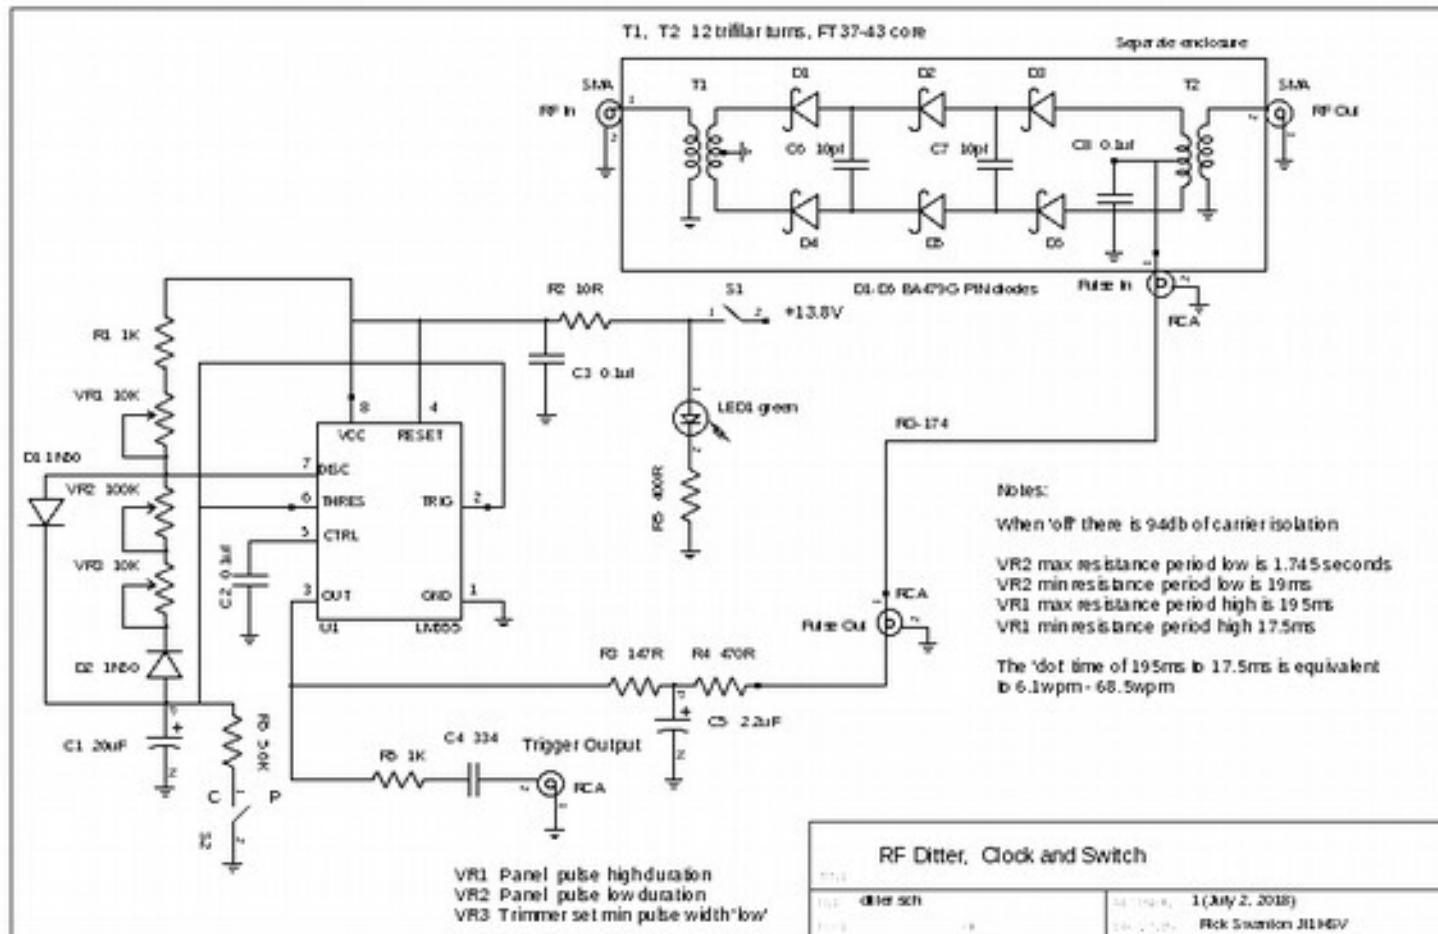 T1, T2 12 trifilar turns, FT37-43 core
Separate enclosure
SMA
RF In
T1
D1
D2
D3
T2
SMA
RF Out
C6 10pf
C7 10pf
C8 0.1uf
D4
D5
D6
D1-D6 BA479G PIN diodes
Pulse In
RCA
R1 1K
R2 10R
S1
+13.8V
C3 0.1uf
VR1 10K
LED1 green
RG-174
8
4
VCC
RESET
D1 1N60
7
DISC
VR2 100K
6
THRES
TRIG
2
R5 400R
5
CTRL
C2 0.1uf
VR3 10K
3
OUT
GND
1
U1
LM555
D2 1N60
Notes:
When 'off' there is 94db of carrier isolation
VR2 max resistance period low is 1.745 seconds
VR2 min resistance period low is 19ms
VR1 max resistance period high is 195ms
VR1 min resistance period high 17.5ms
The 'dot' time of 195ms to 17.5ms is equivalent
to 6.1wpm - 68.5wpm
RCA
Pulse Out
R3 147R
R4 470R
C5 2.2uF
C1 20uF
R5 1K
C4 334
Trigger Output
RCA
C
P
S2
VR1 Panel pulse high duration
VR2 Panel pulse low duration
VR3 Trimmer set min pulse width 'low'
RF Ditter, Clock and Switch
ditter sch
1 (July 2, 2018)